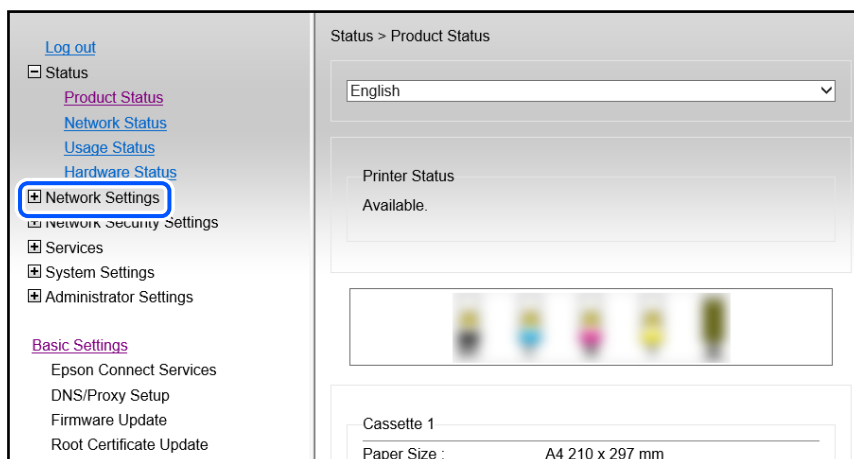 Log out
Status
Product Status
Network Status
Usage Status
Hardware Status
Network Settings
Network Security Settings
Services
System Settings
Administrator Settings
Basic Settings
Epson Connect Services
DNS/Proxy Setup
Firmware Update
Root Certificate Update
Status > Product Status
English
Printer Status
Available.
Cassette 1
Paper Size : A4 210 x 297 mm